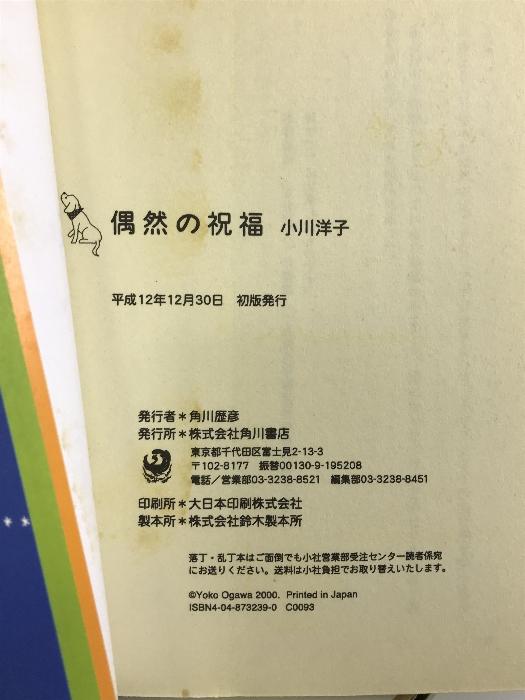 偶然の祝福 小川洋子
平成12年12月30日 初版発行
発行者＊角川歴彦
発行所＊株式会社角川書店
東京都千代田区富士見2-13-3
〒102-8177 振替00130-9-195208
電話／営業部03-3238-8521 編集部03-3238-8451
印刷所＊大日本印刷株式会社
製本所＊株式会社鈴木製本所
落丁・乱丁本はご面倒でも小社営業部受注センター読者係宛
にお送りください。送料は小社負担でお取り替えいたします。
©Yoko Ogawa 2000. Printed in Japan
ISBN4-04-873239-0 C0093